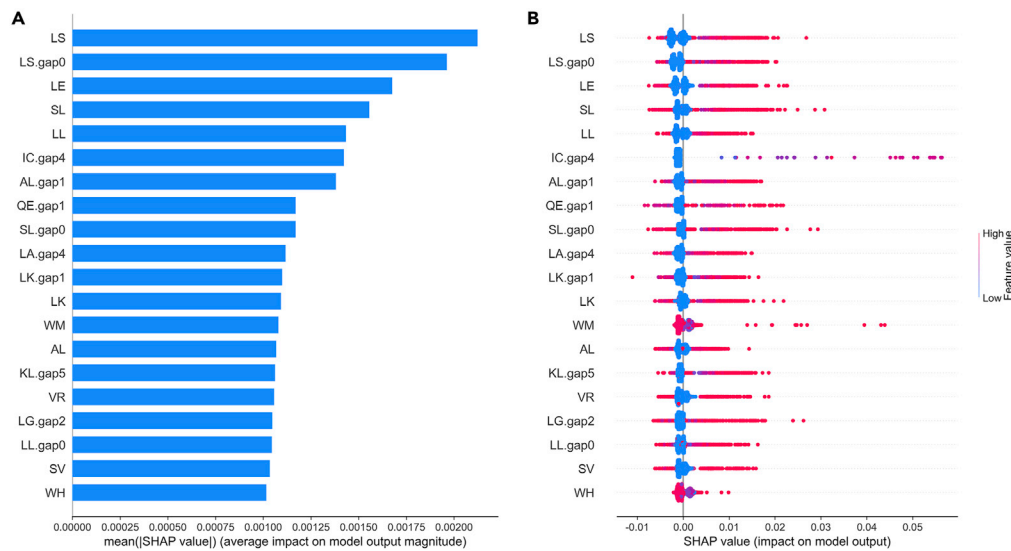 A
LS
LS.gap0
LE
SL
LL
IC.gap4
AL.gap1
QE.gap1
SL.gap0
LA.gap4
LK.gap1
LK
WM
AL
KL.gap5
VR
LG.gap2
LL.gap0
SV
WH
0.00000 0.00025 0.00050 0.00075 0.00100 0.00125 0.00150 0.00175 0.00200
mean(|SHAP value|) (average impact on model output magnitude)
B
LS
LS.gap0
LE
SL
LL
IC.gap4
AL.gap1
QE.gap1
SL.gap0
LA.gap4
LK.gap1
LK
WM
AL
KL.gap5
VR
LG.gap2
LL.gap0
SV
WH
-0.01 0.00 0.01 0.02 0.03 0.04 0.05
SHAP value (impact on model output)
High
Low
Feature value